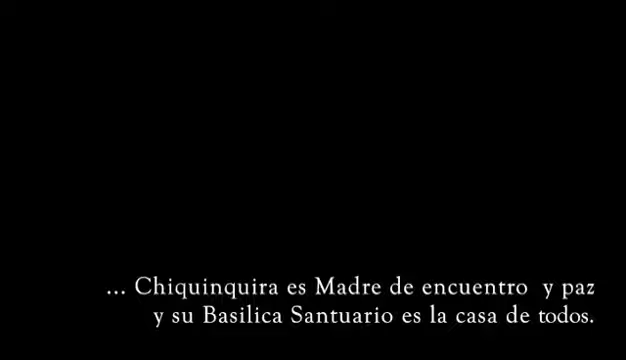 ... Chiquinquira es Madre de encuentro y paz
y su Basilica Santuario es la casa de todos.